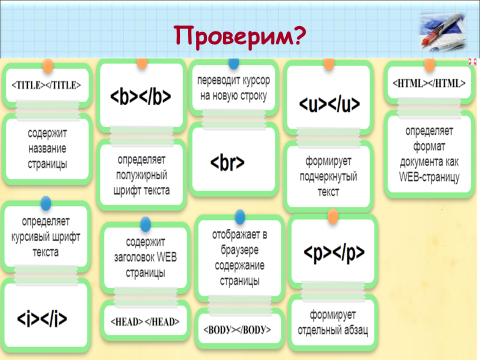 Проверим?
<TITLE></TITLE>
содержит
название
страницы
<b></b>
определяет
полужирный
шрифт текста
переводит курсор
на новую строку
<br>
<u></u>
формирует
подчеркнутый
текст
<HTML></HTML>
определяет
формат
документа как
WEB-страницу
определяет
курсивый шрифт
текста
<i></i>
содержит
заголовок WEB
страницы
<HEAD></HEAD>
отображает в
браузере
содержание
страницы
<BODY></BODY>
<p></p>
формирует
отдельный абзац